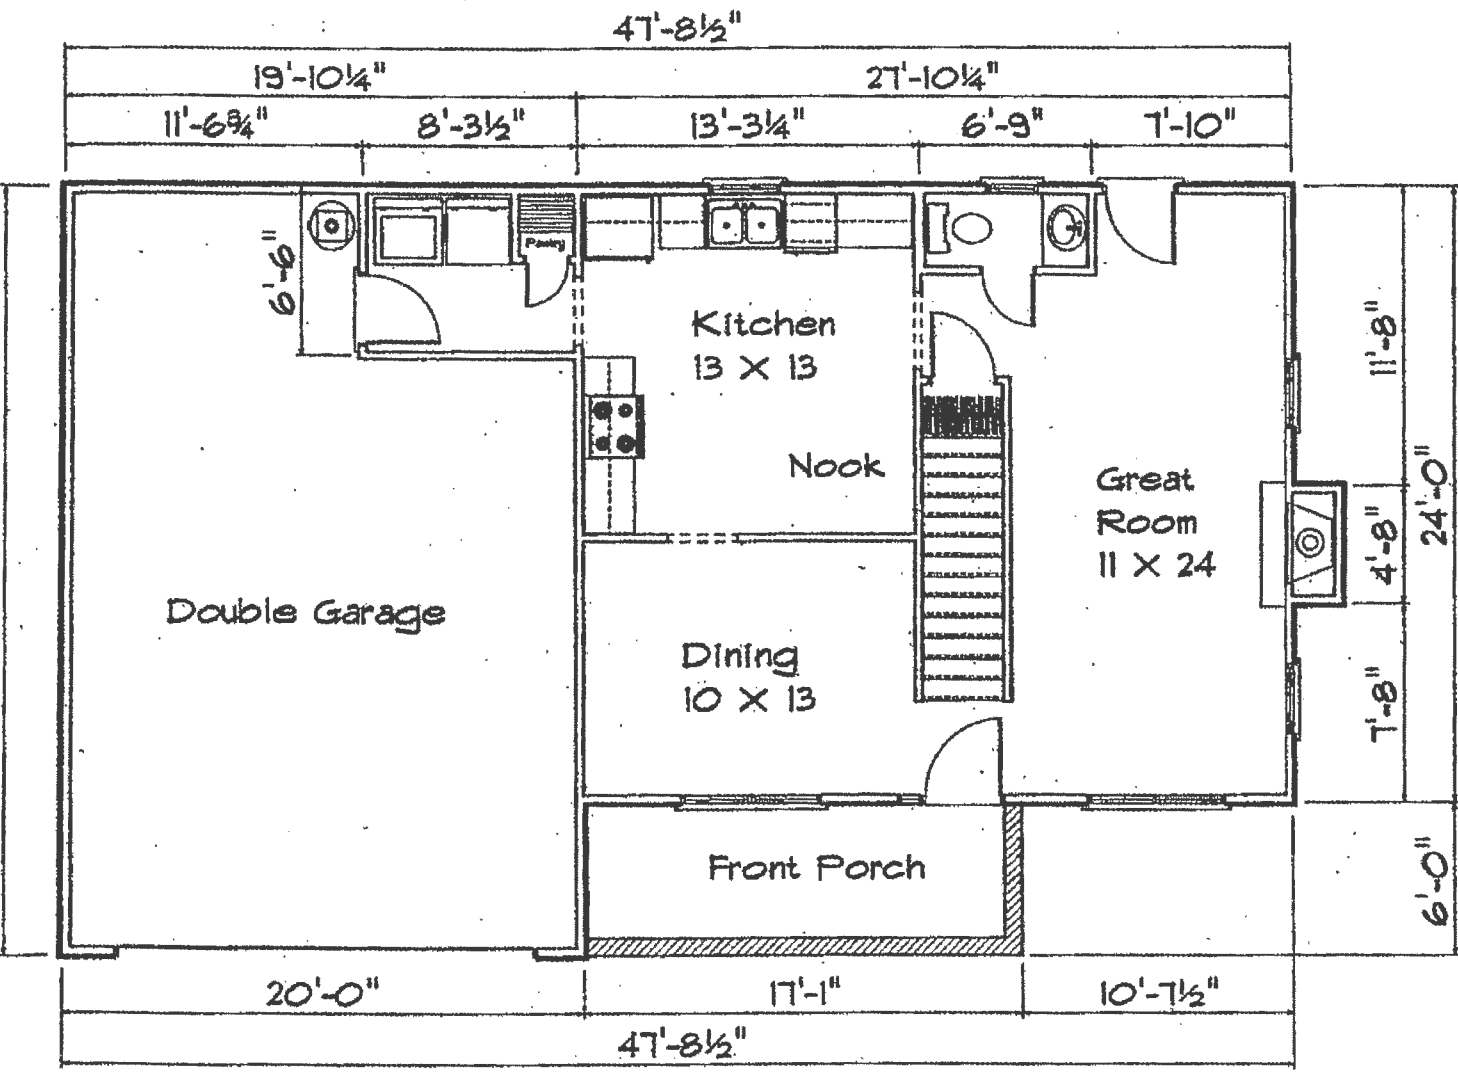 47'-8½"
19'-10¼"
27'-10¼"
11'-6¾"
8'-3½"
13'-3¼"
6'-9"
7'-10"
6'-6"
Pantry
Kitchen
13 X 13
Nook
Great
Room
11 X 24
Double Garage
Dining
10 X 13
Front Porch
11'-8"
4'-8"
24'-0"
7'-8"
6'-0"
20'-0"
17'-1"
10'-7½"
47'-8½"